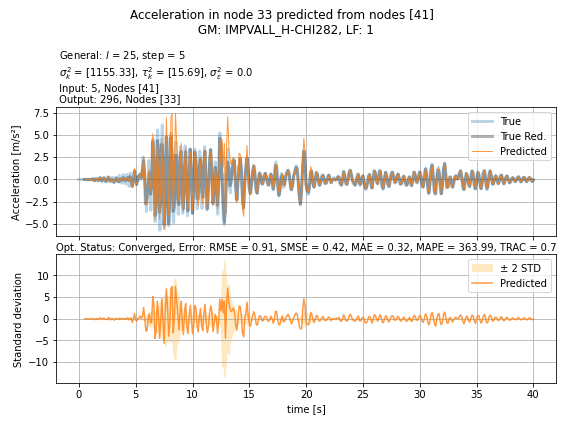 Acceleration in node 33 predicted from nodes [41]
GM: IMPVALL_H-CHI282, LF: 1
General: l = 25, step = 5
σ²ₖ = [1155.33], τ²ₖ = [15.69], σ²ε = 0.0
Input: 5, Nodes [41]
Output: 296, Nodes [33]
7.5
5.0
2.5
0.0
−2.5
−5.0
Acceleration [m/s²]
True
True Red.
Predicted
Opt. Status: Converged, Error: RMSE = 0.91, SMSE = 0.42, MAE = 0.32, MAPE = 363.99, TRAC = 0.7
10
5
0
−5
−10
Standard deviation
± 2 STD
Predicted
0 5 10 15 20 25 30 35 40
time [s]